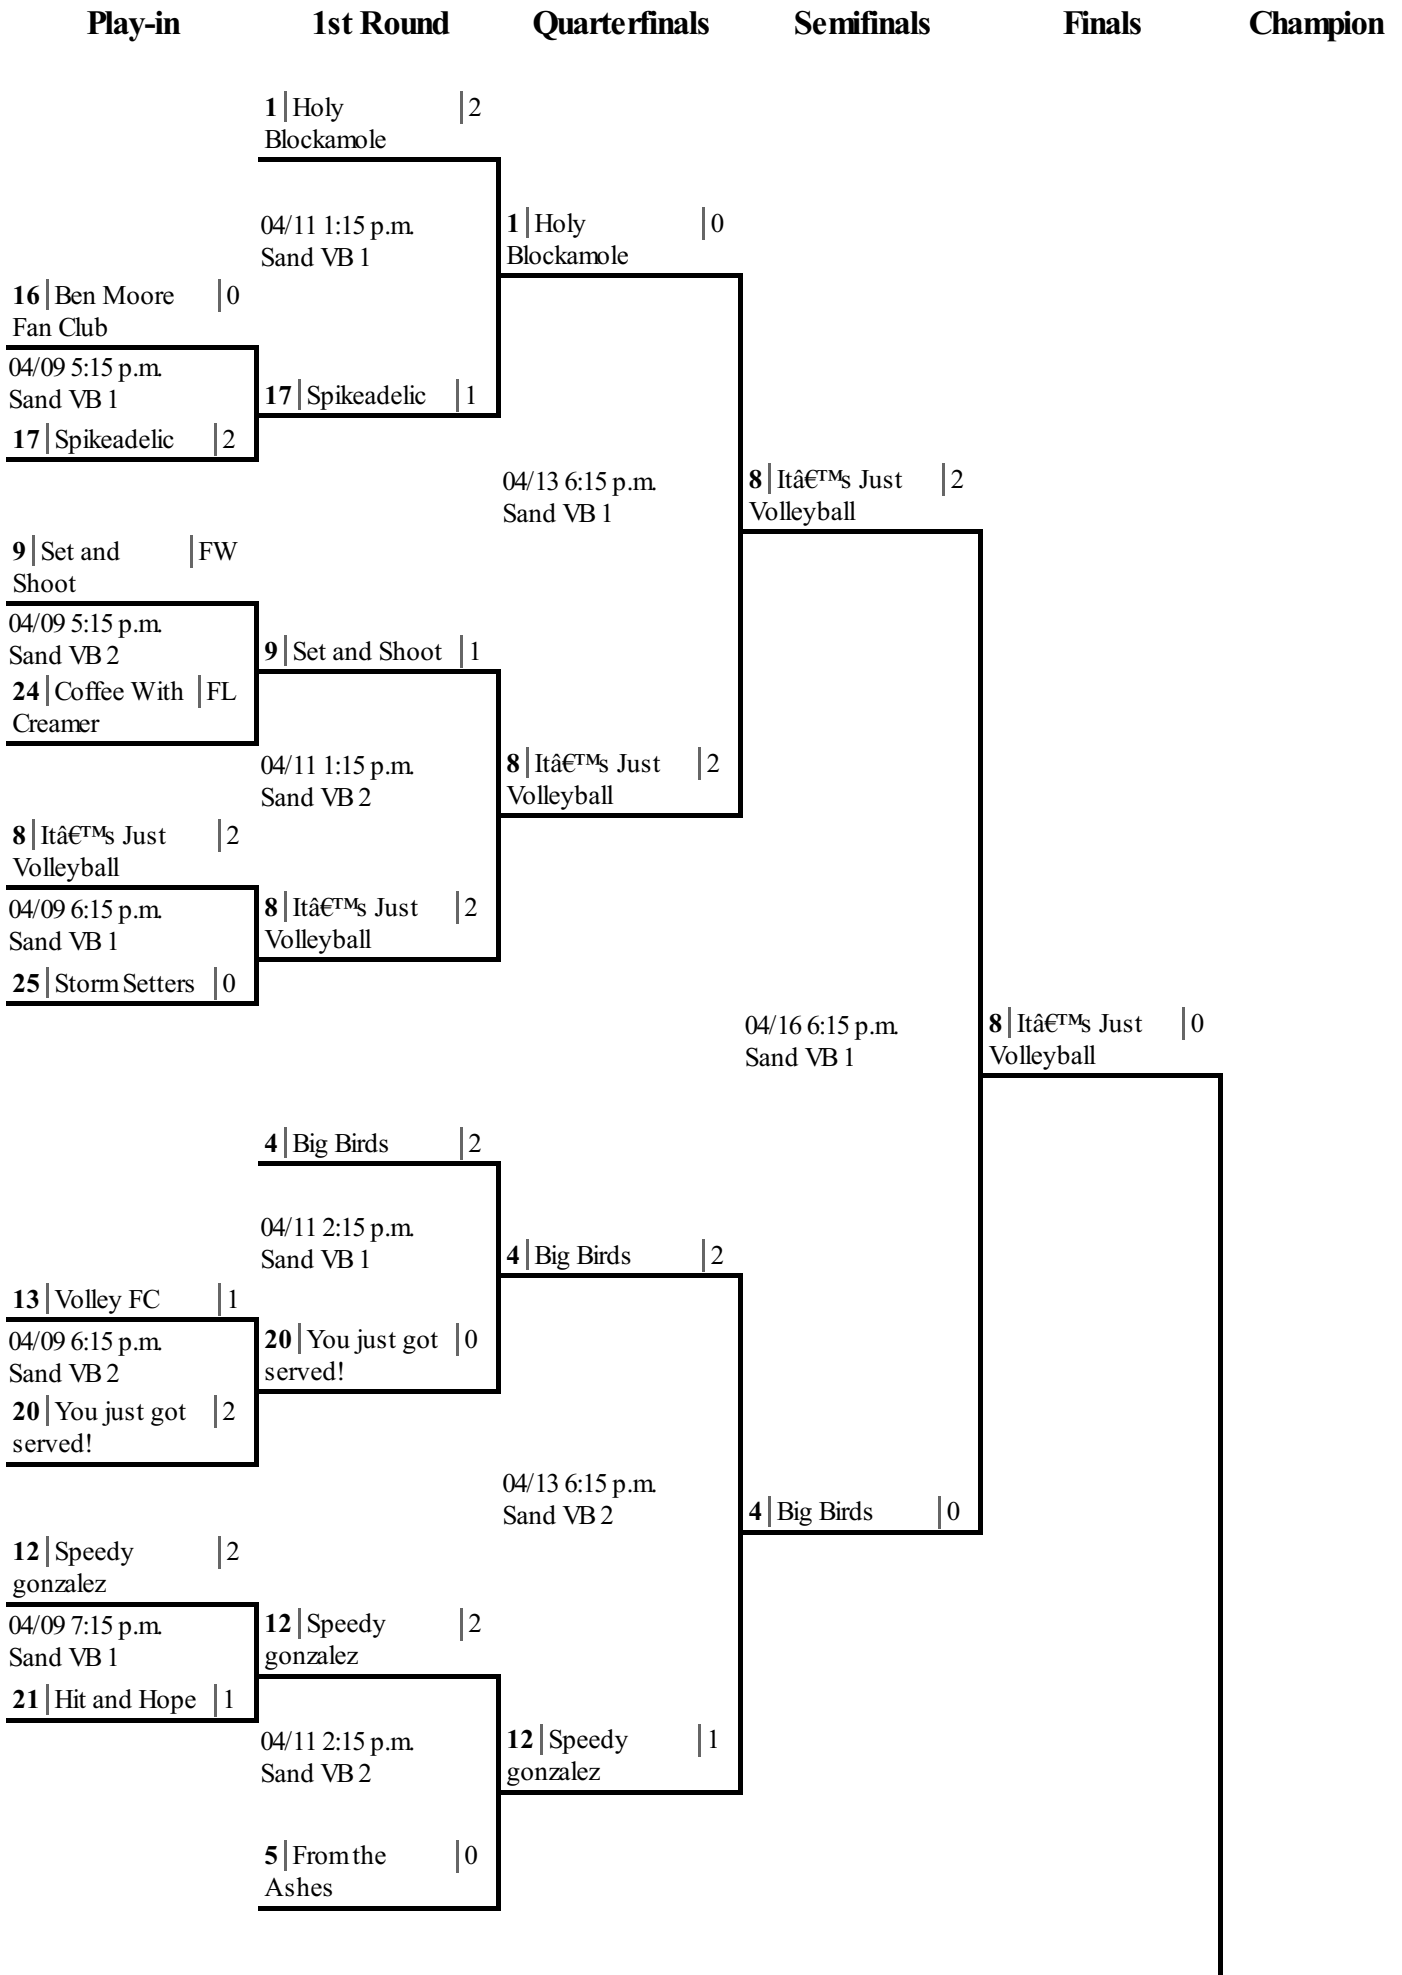 Play-in 1st Round Quarterfinals Semifinals Finals Champion
1 Holy 2
Blockamole
04/11 1:15 p.m.
Sand VB 1
1 Holy 0
Blockamole
16 Ben Moore 0
Fan Club
04/09 5:15 p.m.
Sand VB 1
17 Spikeadelic 2
17 Spikeadelic 1
04/13 6:15 p.m.
Sand VB 1
8 Itâ€™s Just 2
Volleyball
9 Set and FW
Shoot
04/09 5:15 p.m.
Sand VB 2
24 Coffee With FL
Creamer
9 Set and Shoot 1
04/11 1:15 p.m.
Sand VB 2
8 Itâ€™s Just 2
Volleyball
8 Itâ€™s Just 2
Volleyball
04/09 6:15 p.m.
Sand VB 1
25 Storm Setters 0
8 Itâ€™s Just 2
Volleyball
04/16 6:15 p.m.
Sand VB 1
8 Itâ€™s Just 0
Volleyball
4 Big Birds 2
04/11 2:15 p.m.
Sand VB 1
4 Big Birds 2
13 Volley FC 1
04/09 6:15 p.m.
Sand VB 2
20 You just got 2
served!
20 You just got 0
served!
04/13 6:15 p.m.
Sand VB 2
4 Big Birds 0
12 Speedy 2
gonzalez
04/09 7:15 p.m.
Sand VB 1
21 Hit and Hope 1
12 Speedy 2
gonzalez
04/11 2:15 p.m.
Sand VB 2
12 Speedy 1
gonzalez
5 From the 0
Ashes